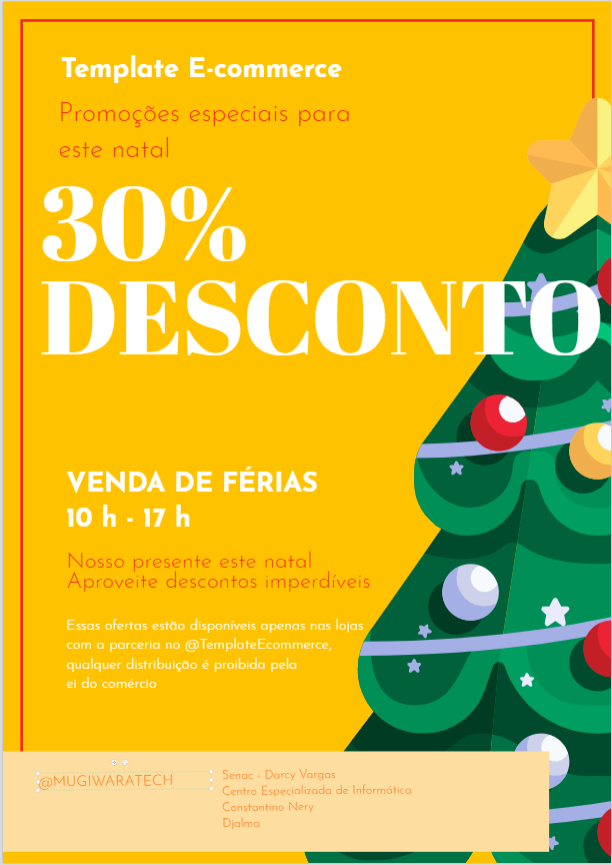 Template E-commerce
Promoções especiais para
este natal
30%
DESCONTO
VENDA DE FÉRIAS
10 h - 17 h
Nosso presente este natal
Aproveite descontos imperdíveis
Essas ofertas estão disponíveis apenas nas lojas
com a parceria no @TemplateEcommerce,
qualquer distribuição é proibida pela
ei do comércio
@MUGIWARATECH
Senac - Darcy Vargas
Centro Especializada de Informática
Constantino Nery
Djalma